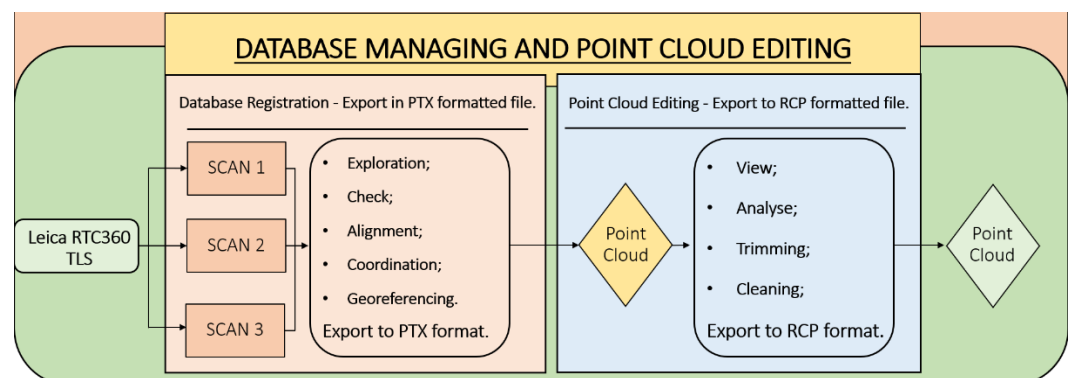 DATABASE MANAGING AND POINT CLOUD EDITING
Database Registration - Export in PTX formatted file.
Point Cloud Editing - Export to RCP formatted file.
Leica RTC360
TLS
SCAN 1
SCAN 2
SCAN 3
• Exploration;
• Check;
• Alignment;
• Coordination;
• Georeferencing.
Export to PTX format.
Point
Cloud
• View;
• Analyse;
• Trimming;
• Cleaning;
Export to RCP format.
Point
Cloud